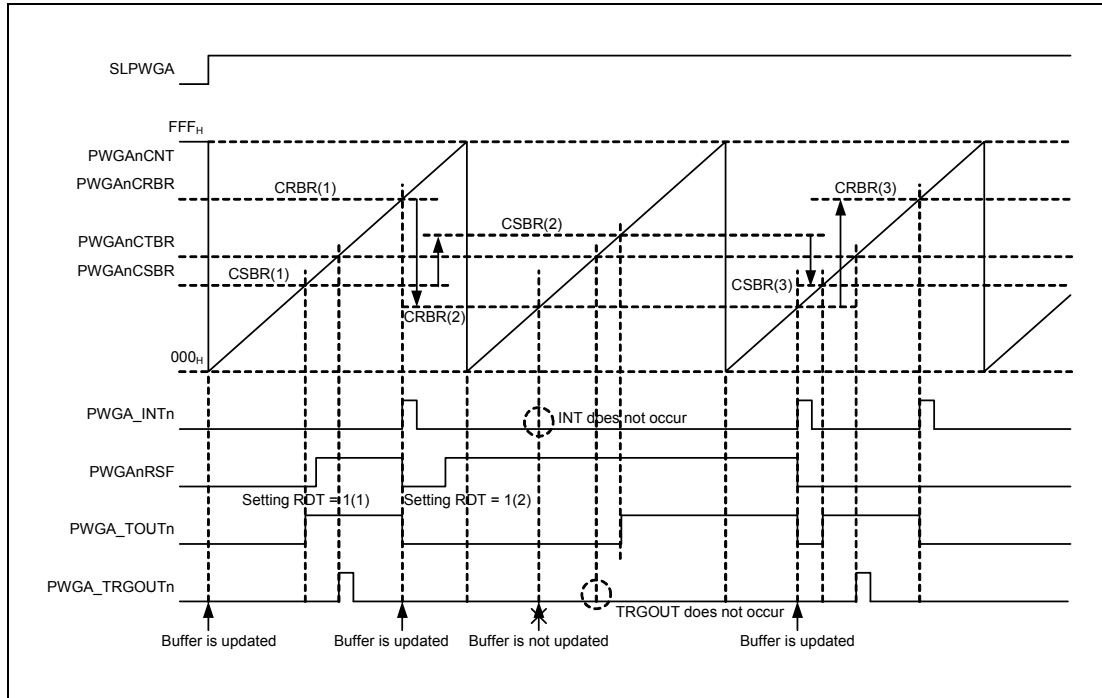 SLPWGA
FFFH
PWGAnCNT
PWGAnCRBR
CRBR(1)
CRBR(3)
PWGAnCTBR
CSBR(2)
PWGAnCSBR
CSBR(1)
CSBR(3)
CRBR(2)
000H
PWGA_INTn
INT does not occur
PWGAnRSF
Setting RDT = 1(1)
Setting RDT = 1(2)
PWGA_TOUTn
PWGA_TRGOUTn
TRGOUT does not occur
Buffer is updated
Buffer is updated
Buffer is not updated
Buffer is updated